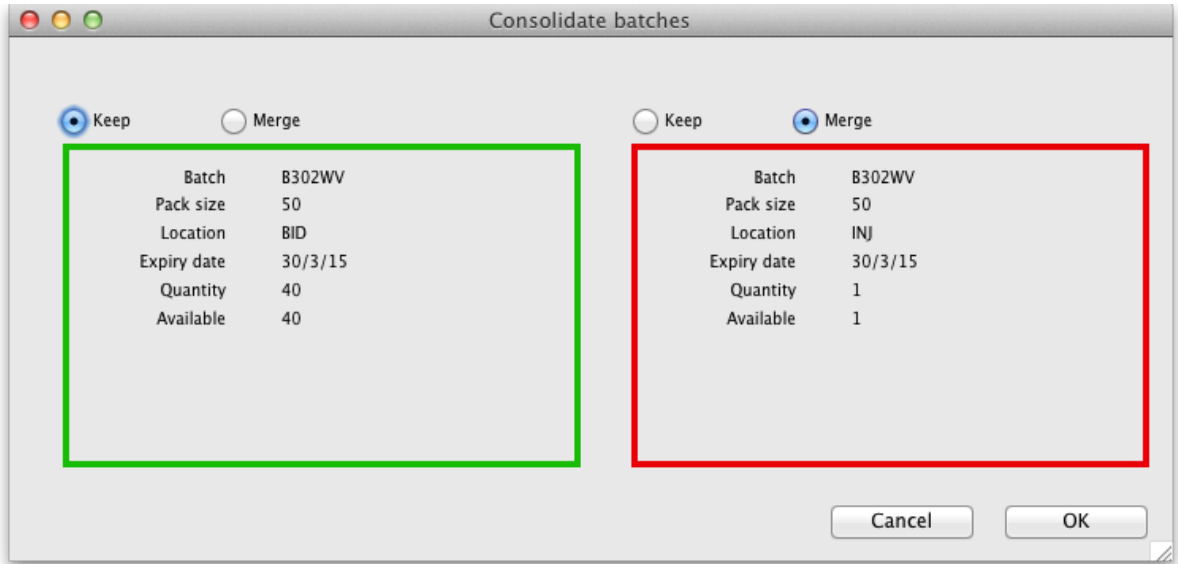 Consolidate batches
Keep Merge Keep Merge
Batch B302WV
Pack size 50
Location BID
Expiry date 30/3/15
Quantity 40
Available 40
Batch B302WV
Pack size 50
Location INJ
Expiry date 30/3/15
Quantity 1
Available 1
Cancel OK